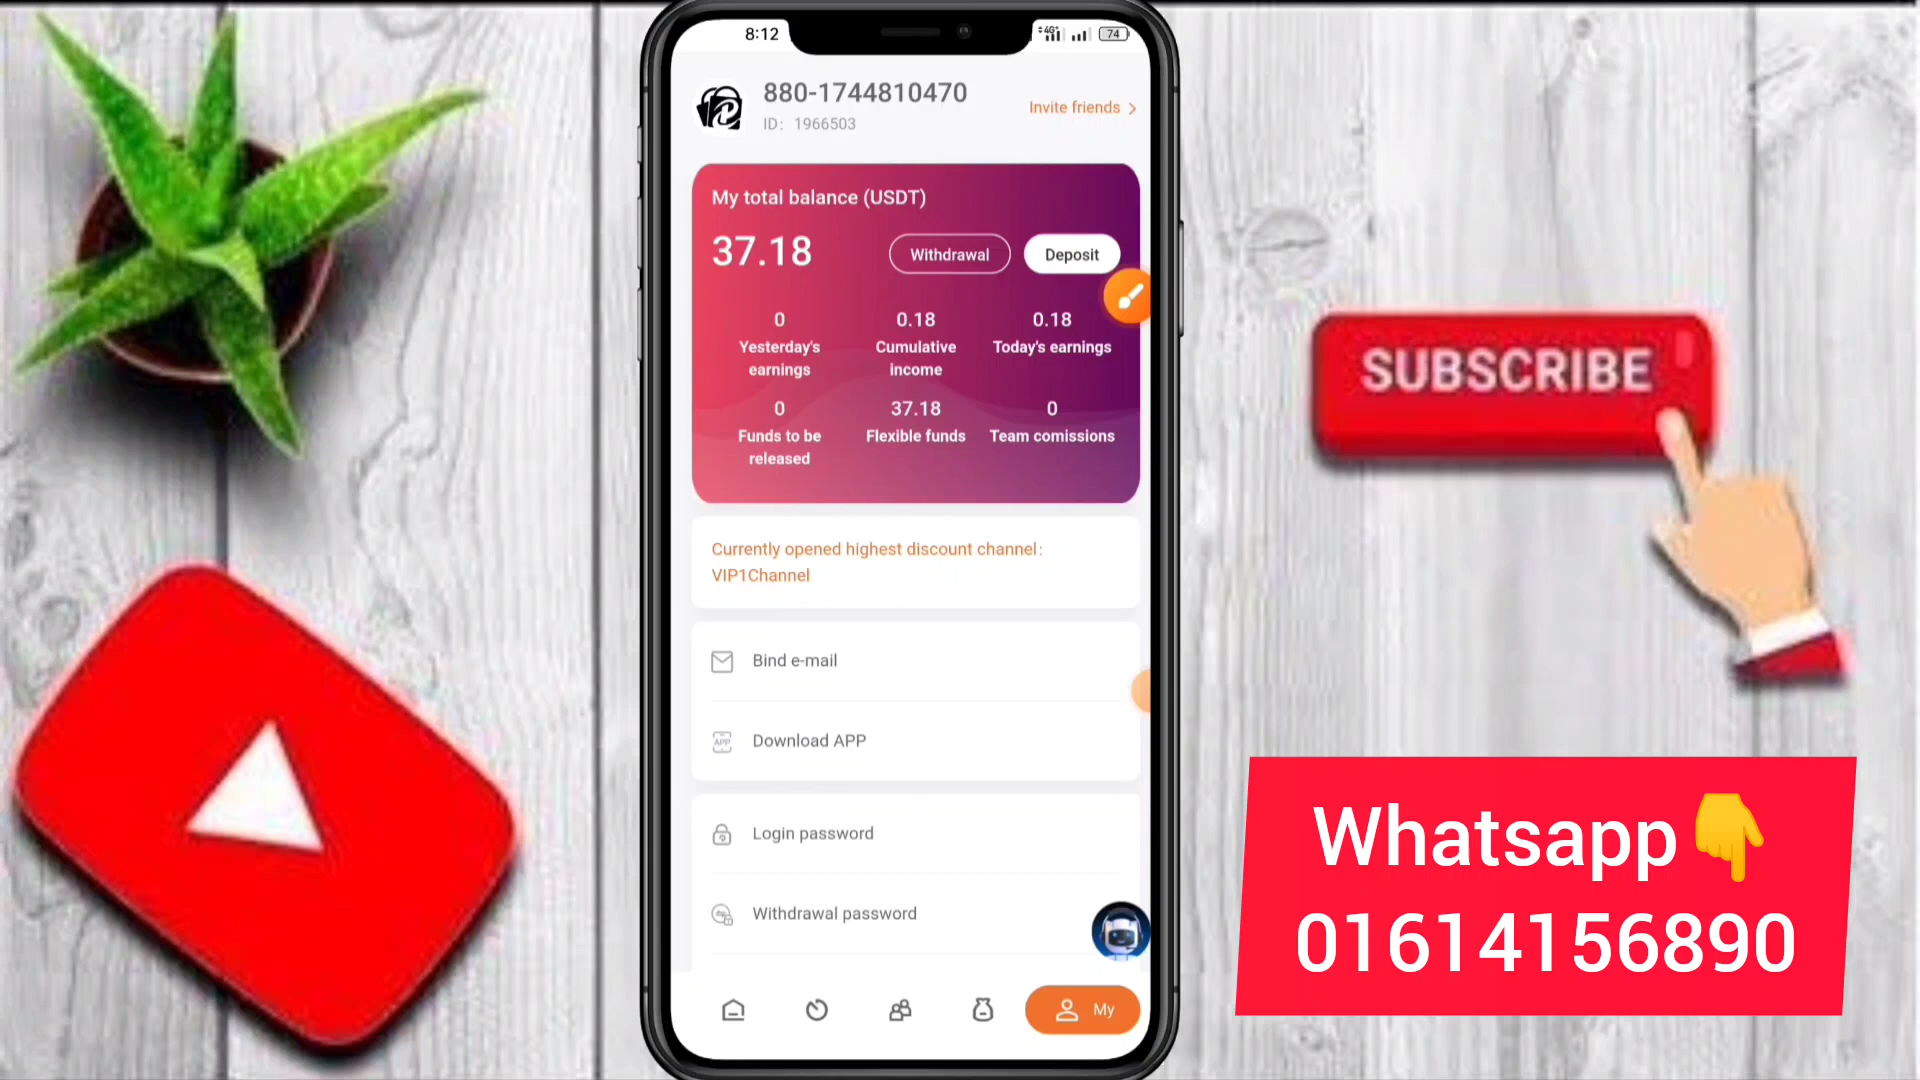 8:12
4G
74
880-1744810470
ID: 1966503
Invite friends
My total balance (USDT)
37.18
Withdrawal
Deposit
0
0.18
0.18
Yesterday's earnings
Cumulative income
Today's earnings
0
37.18
0
Funds to be released
Flexible funds
Team comissions
Currently opened highest discount channel:
VIP1Channel
Bind e-mail
APP
Download APP
Login password
Withdrawal password
My
SUBSCRIBE
Whatsapp👇
01614156890